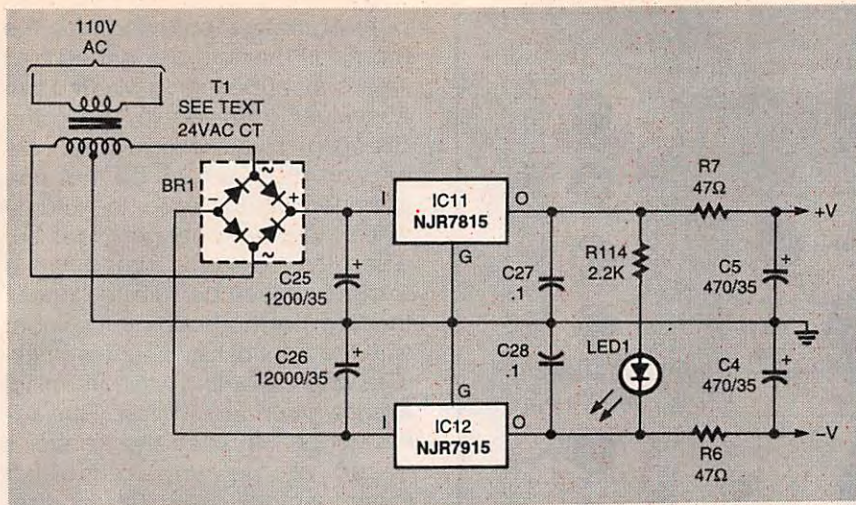 110V
AC
T1
SEE TEXT
24VAC CT
BR1
~
−
+
~
I
IC11
NJR7815
O
G
R7
47Ω
+V
C25
1200/35
+
C27
.1
R114
2.2K
C5
470/35
+
C26
12000/35
+
C28
.1
LED1
C4
470/35
+
G
I
IC12
NJR7915
O
R6
47Ω
−V